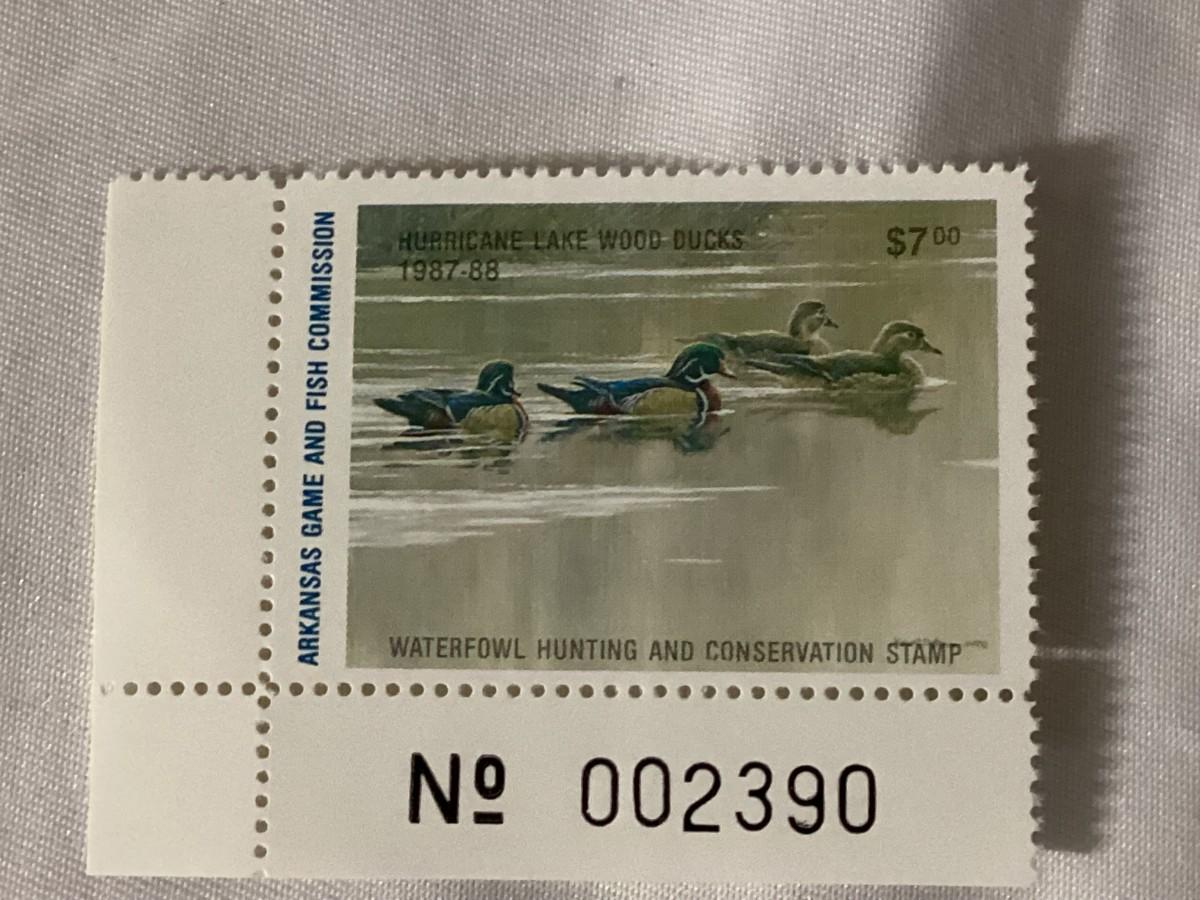 HURRICANE LAKE WOOD DUCKS
1987-88
$7 00
ARKANSAS GAME AND FISH COMMISSION
WATERFOWL HUNTING AND CONSERVATION STAMP
Nº 002390